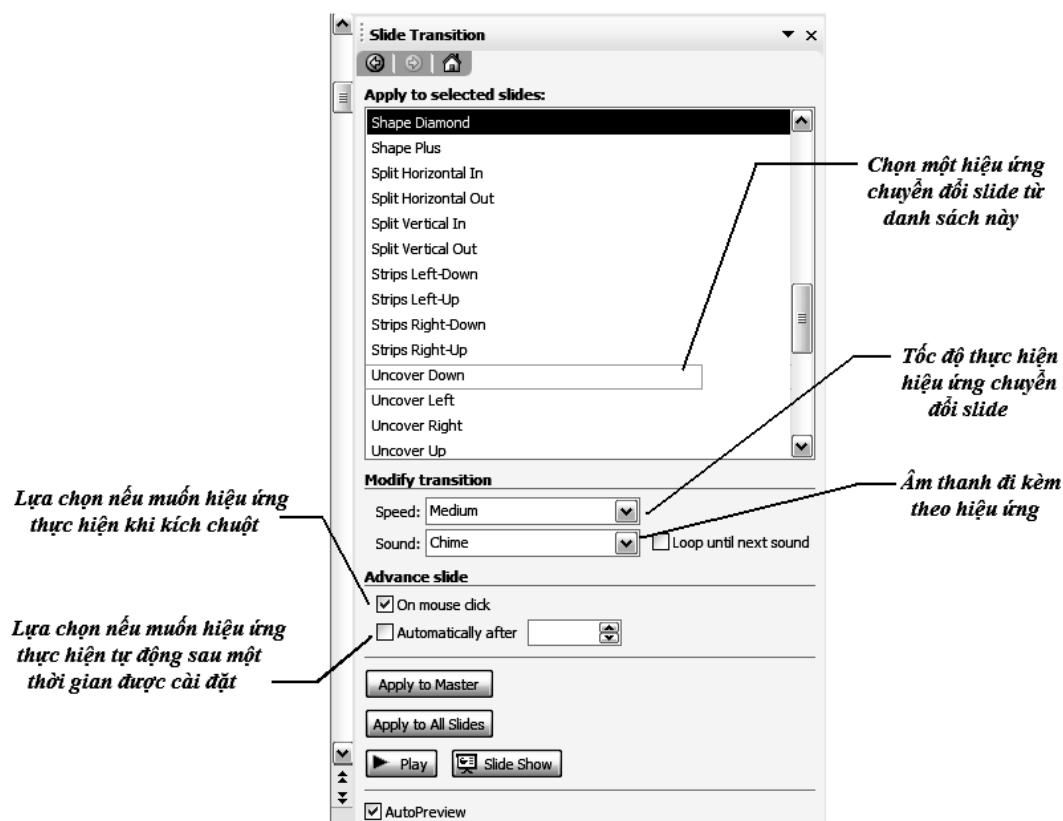 Slide Transition
Apply to selected slides:
Shape Diamond
Shape Plus
Split Horizontal In
Split Horizontal Out
Split Vertical In
Split Vertical Out
Strips Left-Down
Strips Left-Up
Strips Right-Down
Strips Right-Up
Uncover Down
Uncover Left
Uncover Right
Uncover Up
Modify transition
Speed: Medium
Sound: Chime
Loop until next sound
Advance slide
On mouse click
Automatically after
Apply to Master
Apply to All Slides
Play
Slide Show
AutoPreview
Chọn một hiệu ứng
chuyển đổi slide từ
danh sách này
Tốc độ thực hiện
hiệu ứng chuyển
đổi slide
Âm thanh đi kèm
theo hiệu ứng
Lựa chọn nếu muốn hiệu ứng
thực hiện khi kích chuột
Lựa chọn nếu muốn hiệu ứng
thực hiện tự động sau một
thời gian được cài đặt